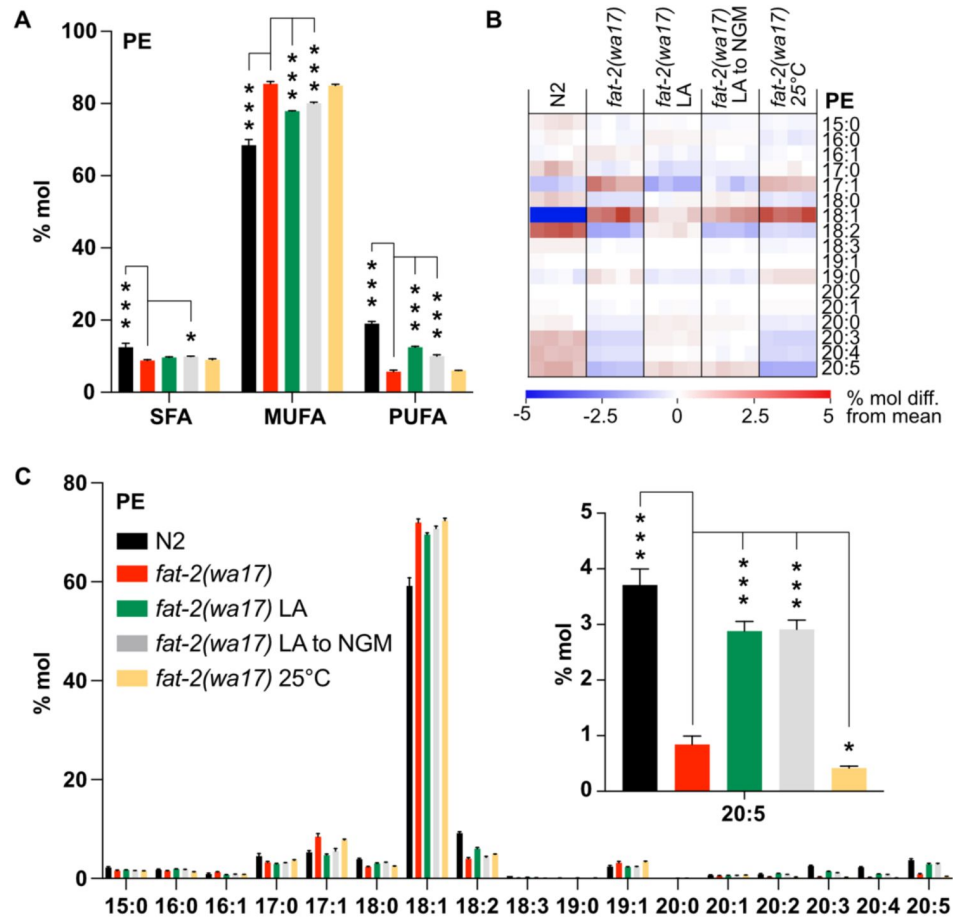 A
PE
% mol
100
80
60
40
20
0
***
***
***
***
*
***
***
***
SFA
MUFA
PUFA
B
N2
fat-2(wa17)
fat-2(wa17)
LA
fat-2(wa17)
LA to NGM
fat-2(wa17)
25°C
PE
15:0
16:0
16:1
17:0
17:1
18:0
18:1
18:2
18:3
19:1
19:0
20:2
20:1
20:0
20:3
20:4
20:5
-5
-2.5
0
2.5
5
% mol diff.
from mean
C
PE
N2
fat-2(wa17)
fat-2(wa17) LA
fat-2(wa17) LA to NGM
fat-2(wa17) 25°C
% mol
80
60
40
20
0
15:0 16:0 16:1 17:0 17:1 18:0 18:1 18:2 18:3 19:0 19:1 20:0 20:1 20:2 20:3 20:4 20:5
% mol
5
4
3
2
1
0
***
***
***
*
20:5